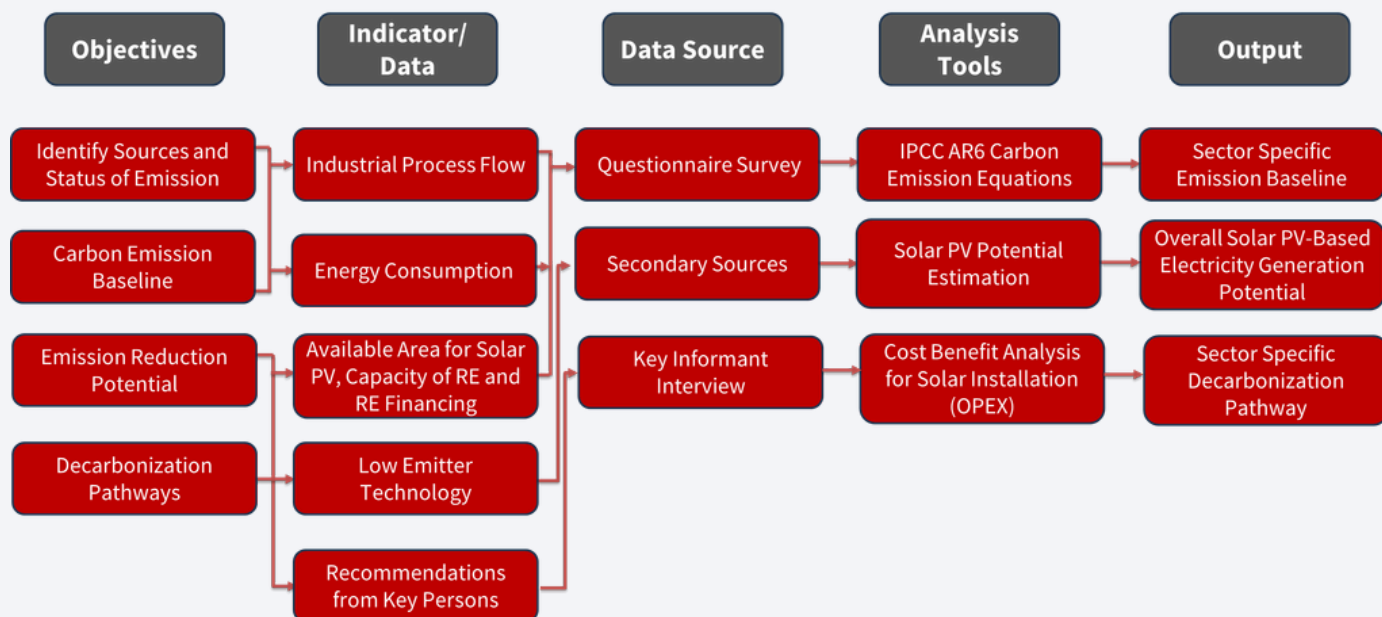 Objectives
Indicator/
Data
Data Source
Analysis
Tools
Output
Identify Sources and
Status of Emission
Industrial Process Flow
Questionnaire Survey
IPCC AR6 Carbon
Emission Equations
Sector Specific
Emission Baseline
Carbon Emission
Baseline
Energy Consumption
Secondary Sources
Solar PV Potential
Estimation
Overall Solar PV-Based
Electricity Generation
Potential
Emission Reduction
Potential
Available Area for Solar
PV, Capacity of RE and
RE Financing
Key Informant
Interview
Cost Benefit Analysis
for Solar Installation
(OPEX)
Sector Specific
Decarbonization
Pathway
Decarbonization
Pathways
Low Emitter
Technology
Recommendations
from Key Persons